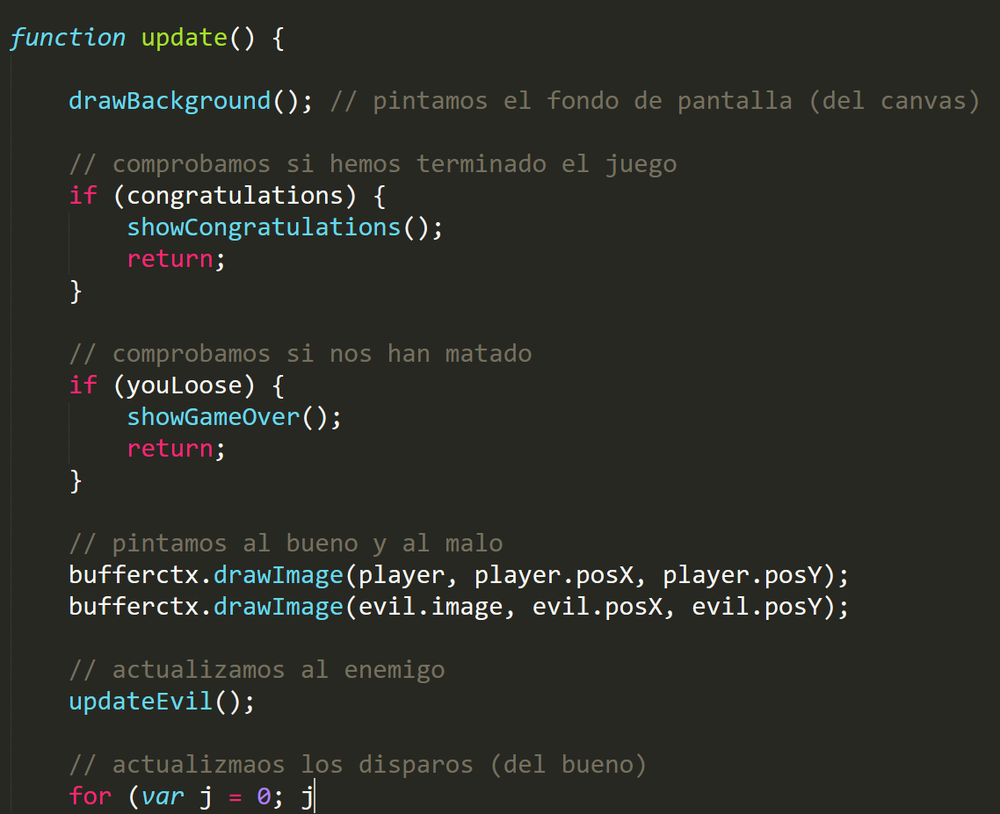 function update() {
drawBackground(); // pintamos el fondo de pantalla (del canvas)
// comprobamos si hemos terminado el juego
if (congratulations) {
showCongratulations();
return;
}
// comprobamos si nos han matado
if (youLoose) {
showGameOver();
return;
}
// pintamos al bueno y al malo
bufferctx.drawImage(player, player.posX, player.posY);
bufferctx.drawImage(evil.image, evil.posX, evil.posY);
// actualizamos al enemigo
updateEvil();
// actualizmaos los disparos (del bueno)
for (var j = 0; j